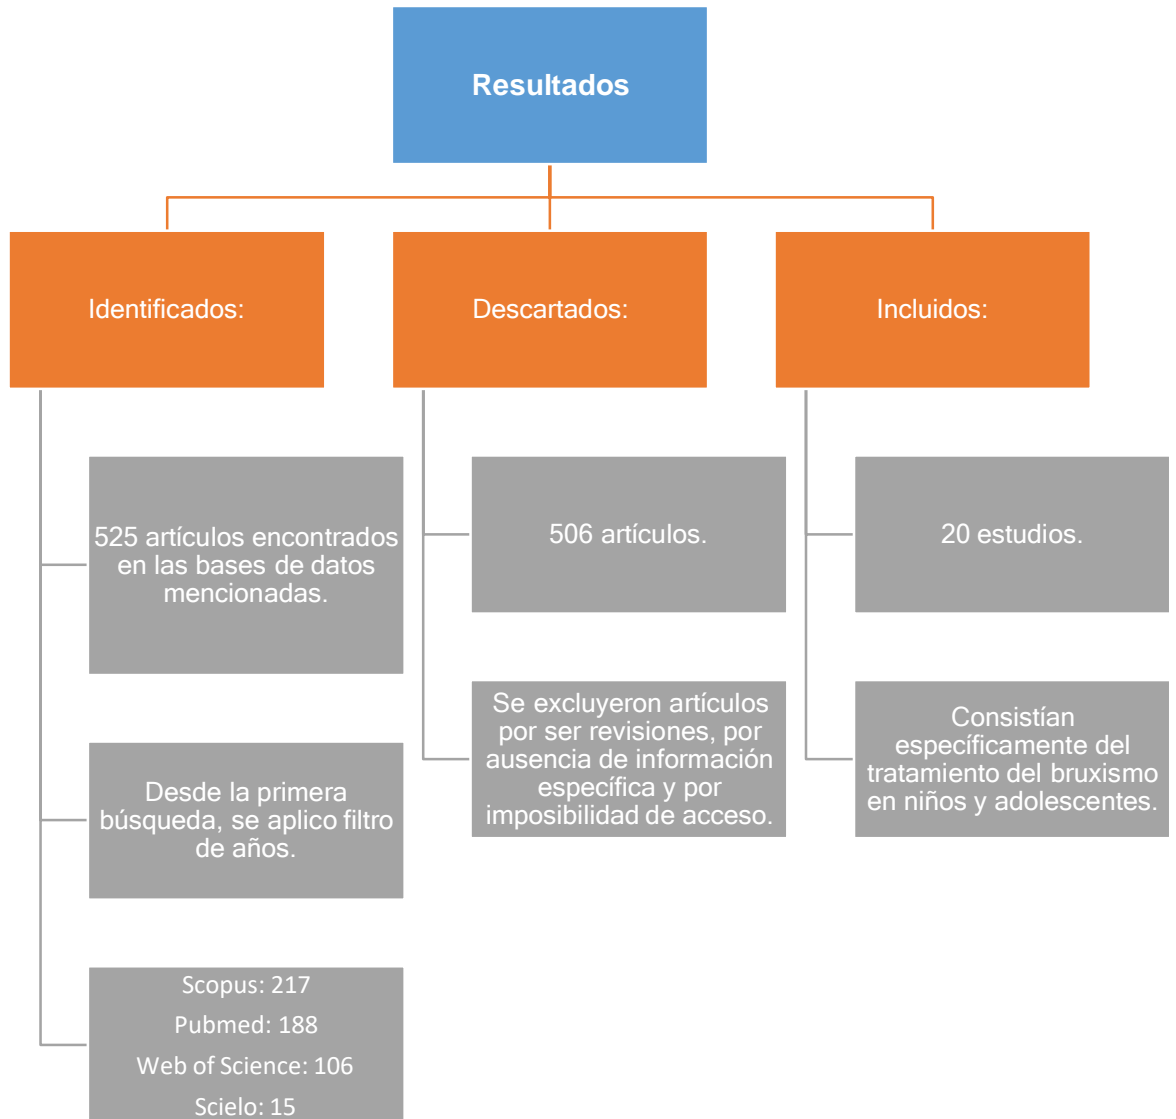 Resultados
Identificados:
Descartados:
Incluidos:
525 artículos encontrados
en las bases de datos
mencionadas.
506 artículos.
20 estudios.
Desde la primera
búsqueda, se aplico filtro
de años.
Se excluyeron artículos
por ser revisiones, por
ausencia de información
específica y por
imposibilidad de acceso.
Consistían
específicamente del
tratamiento del bruxismo
en niños y adolescentes.
Scopus: 217
Pubmed: 188
Web of Science: 106
Scielo: 15